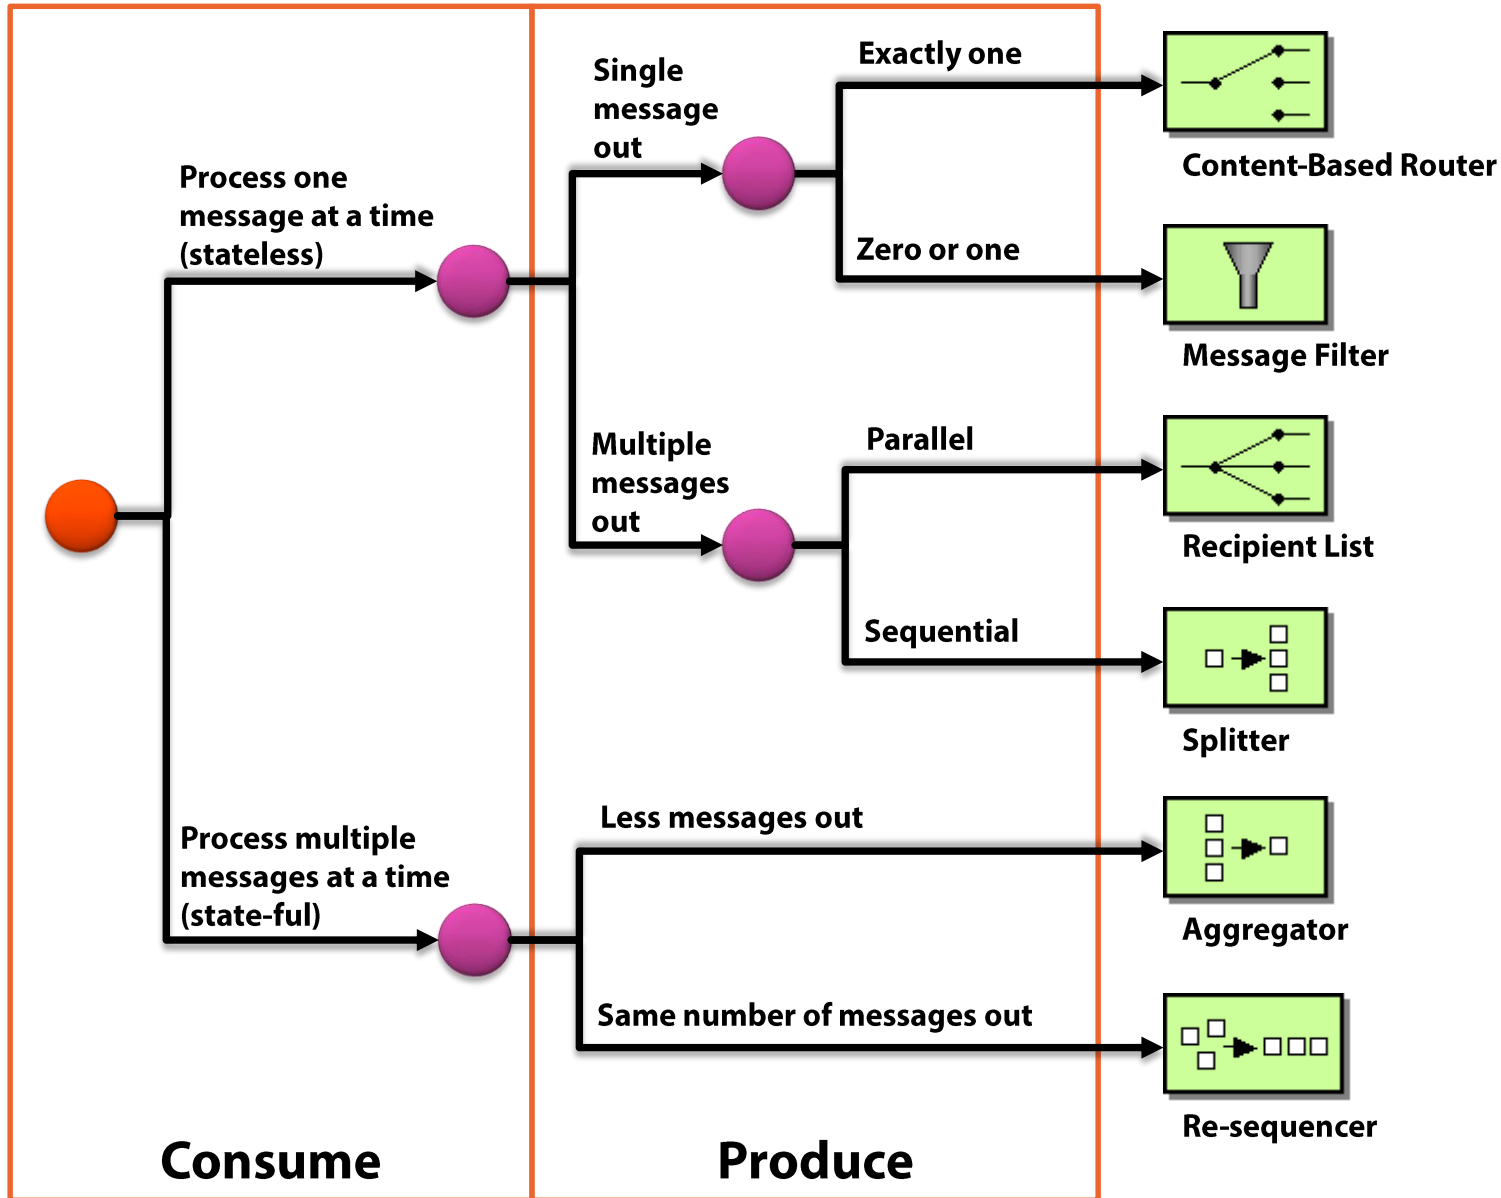 Single
message
out
Exactly one
Content-Based Router
Process one
message at a time
(stateless)
Zero or one
Message Filter
Multiple
messages
out
Parallel
Recipient List
Sequential
Splitter
Process multiple
messages at a time
(state-ful)
Less messages out
Aggregator
Same number of messages out
Re-sequencer
Consume
Produce